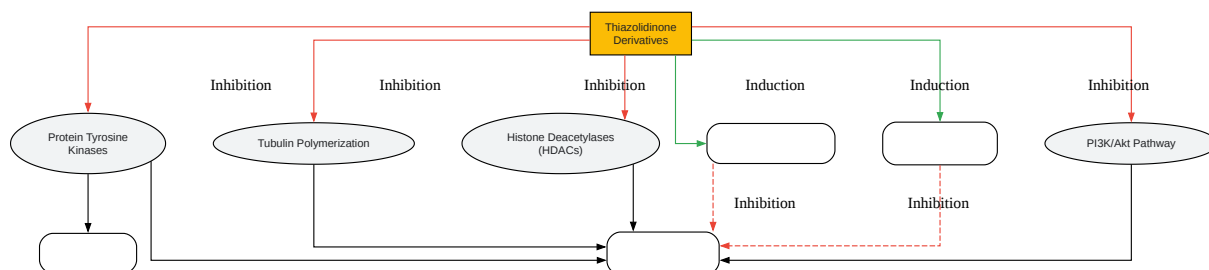 Thiazolidinone
Derivatives
Inhibition
Inhibition
Inhibition
Induction
Induction
Inhibition
Protein Tyrosine
Kinases
Tubulin Polymerization
Histone Deacetylases
(HDACs)
PI3K/Akt Pathway
Inhibition
Inhibition